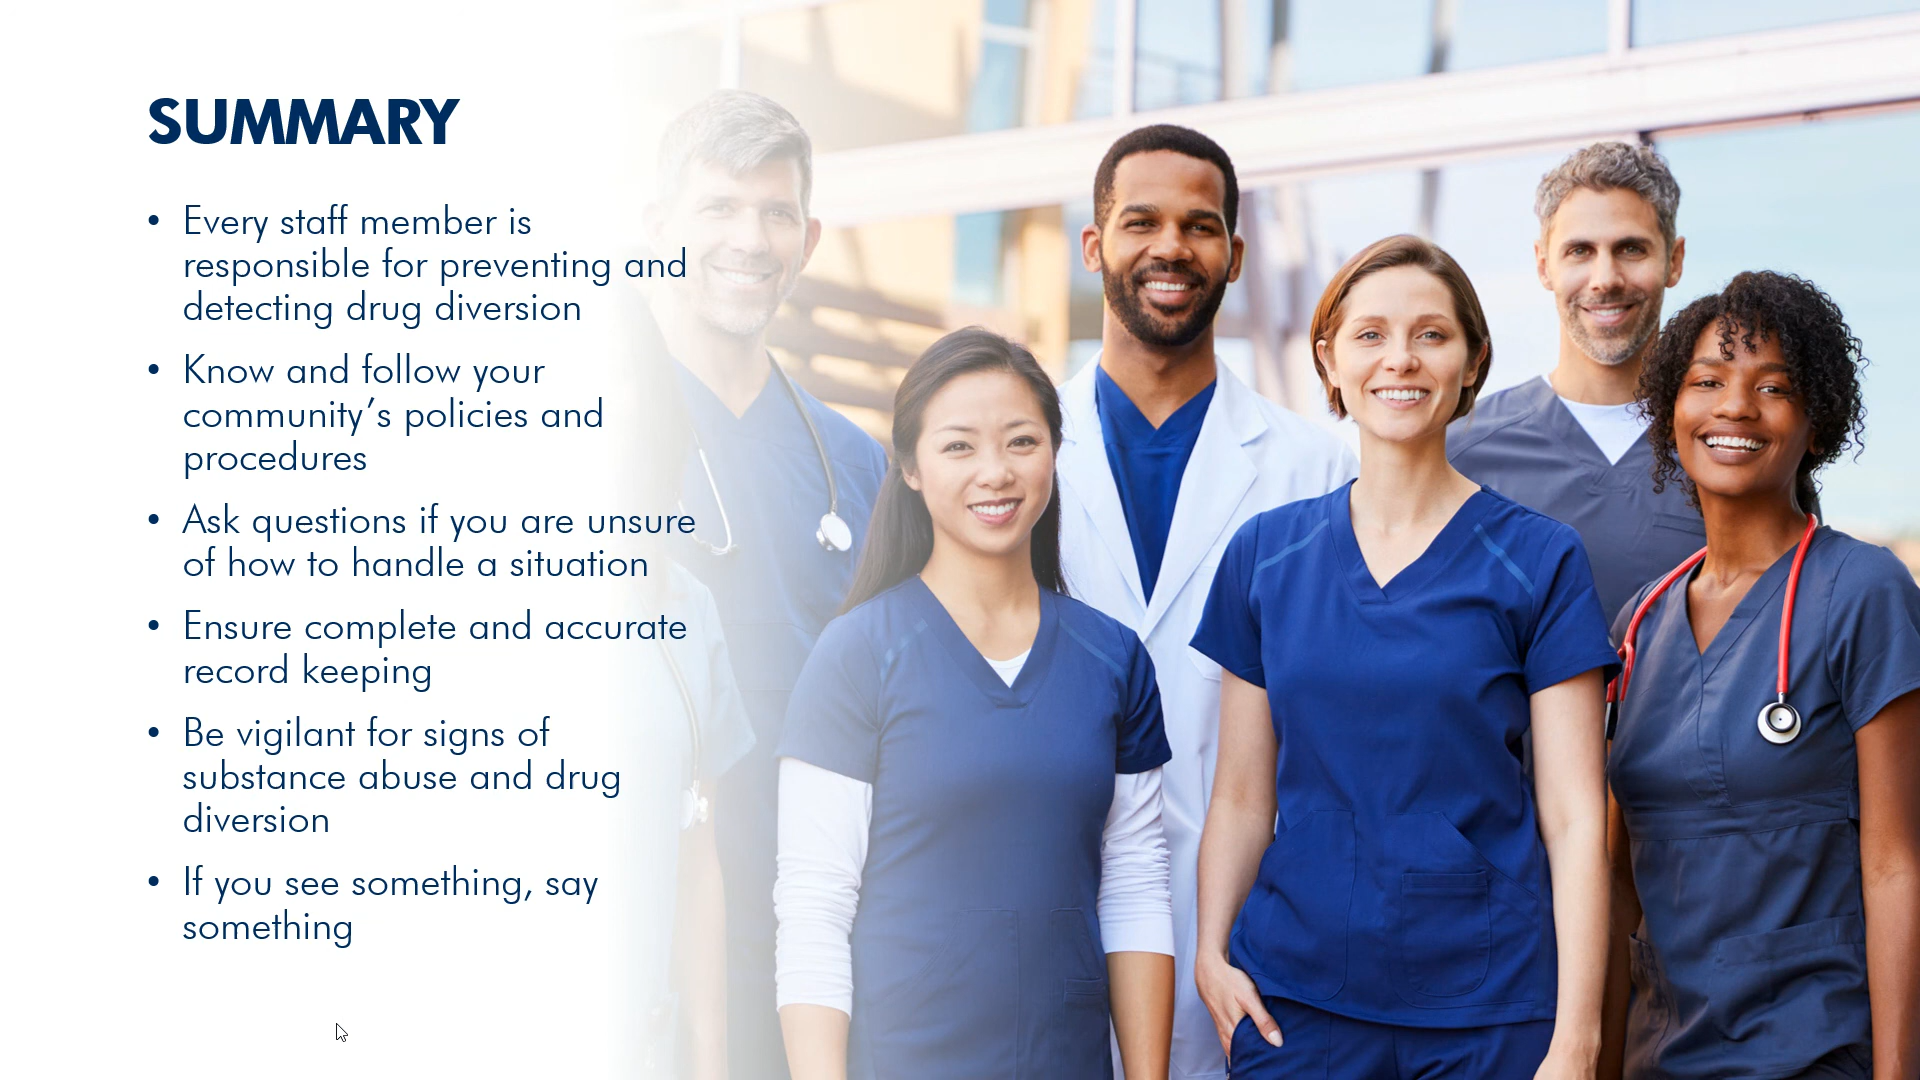 SUMMARY
• Every staff member is
responsible for preventing and
detecting drug diversion
• Know and follow your
community’s policies and
procedures
• Ask questions if you are unsure
of how to handle a situation
• Ensure complete and accurate
record keeping
• Be vigilant for signs of
substance abuse and drug
diversion
• If you see something, say
something